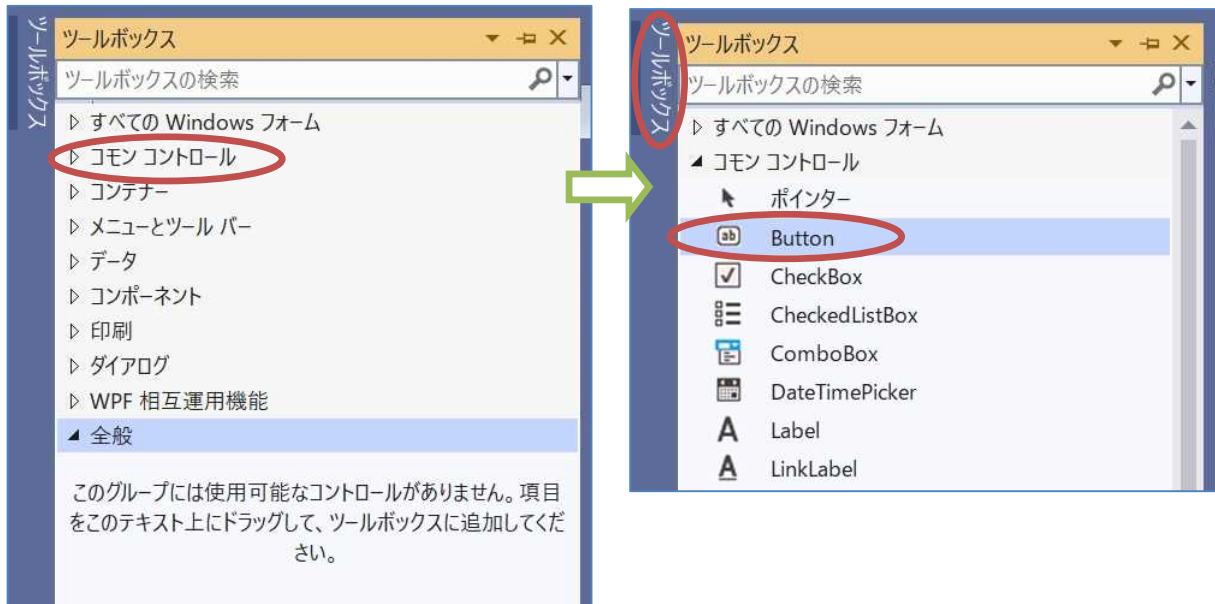 ツールボックス
ツールボックス
ツールボックスの検索
すべての Windows フォーム
コモン コントロール
コンテナー
メニューとツール バー
データ
コンポーネント
印刷
ダイアログ
WPF 相互運用機能
全般
このグループには使用可能なコントロールがありません。項目
をこのテキスト上にドラッグして、ツールボックスに追加してくだ
さい。
ツールボックス
ツールボックス
ツールボックスの検索
すべての Windows フォーム
コモン コントロール
ポインター
ab Button
CheckBox
CheckedListBox
ComboBox
DateTimePicker
A Label
A LinkLabel